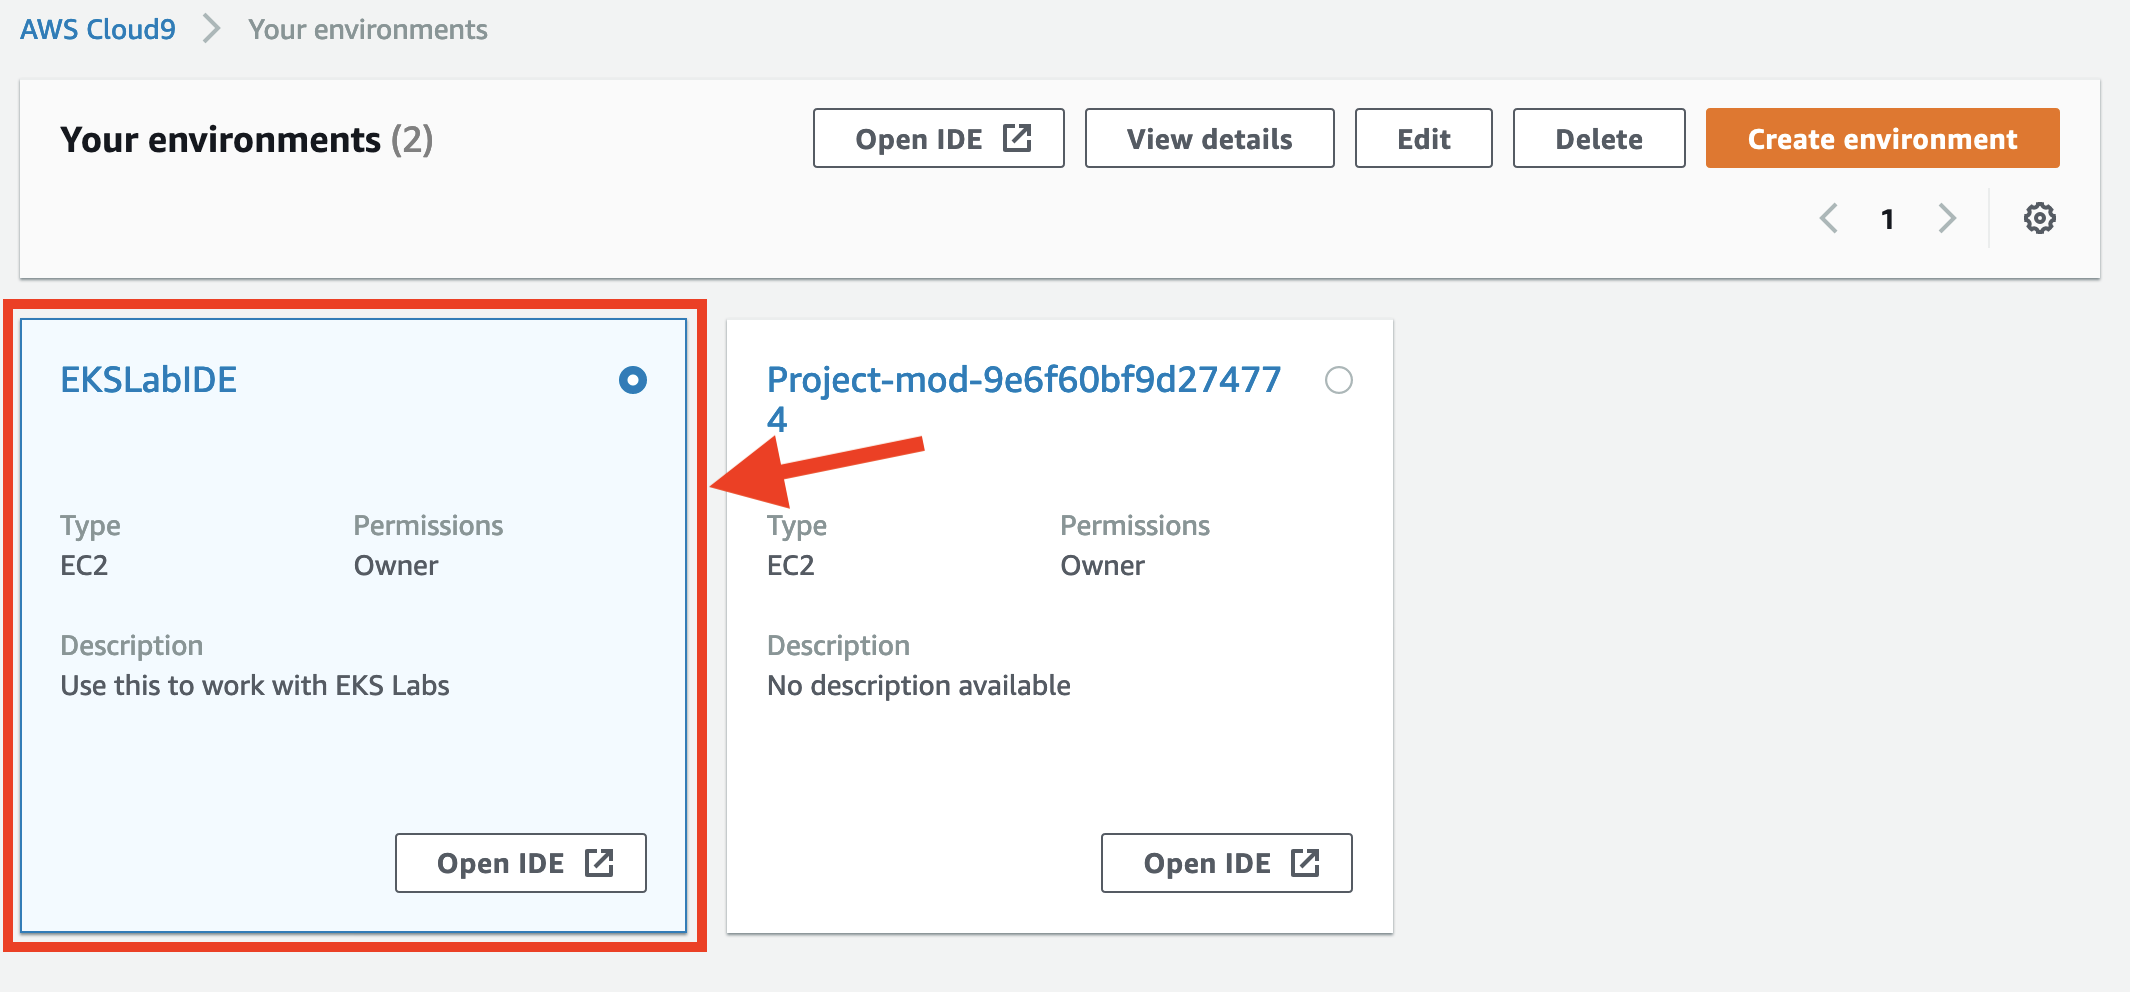 AWS Cloud9 > Your environments
Your environments (2)
Open IDE
View details
Edit
Delete
Create environment
1
EKSLabIDE
Type
Permissions
EC2
Owner
Description
Use this to work with EKS Labs
Open IDE
Project-mod-9e6f60bf9d27477
4
Type
Permissions
EC2
Owner
Description
No description available
Open IDE